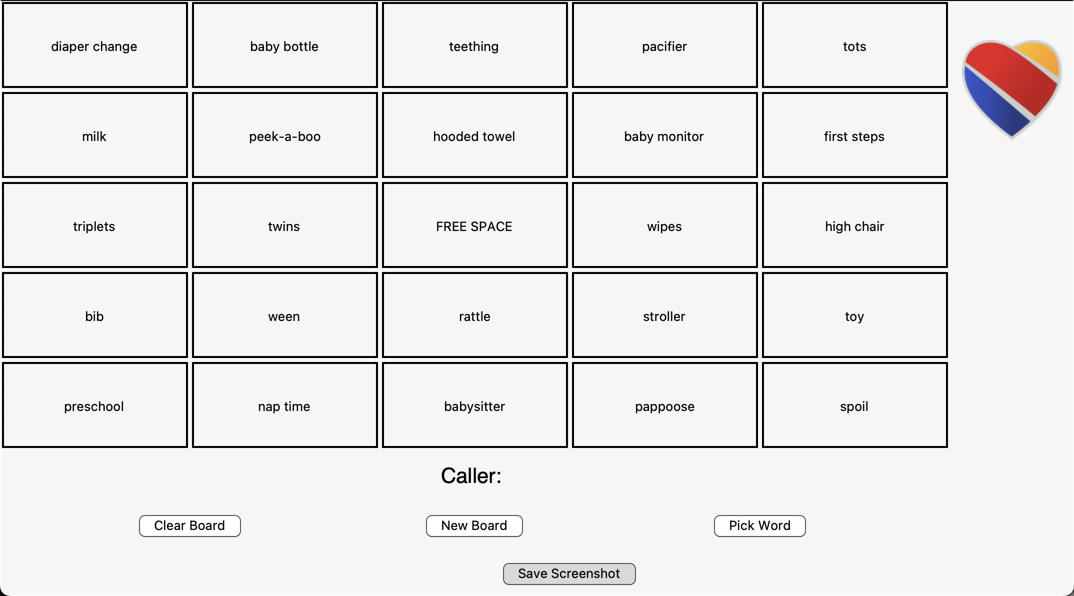 diaper change
baby bottle
teething
pacifier
tots
milk
peek-a-boo
hooded towel
baby monitor
first steps
triplets
twins
FREE SPACE
wipes
high chair
bib
ween
rattle
stroller
toy
preschool
nap time
babysitter
pappoose
spoil
Caller:
Clear Board
New Board
Pick Word
Save Screenshot